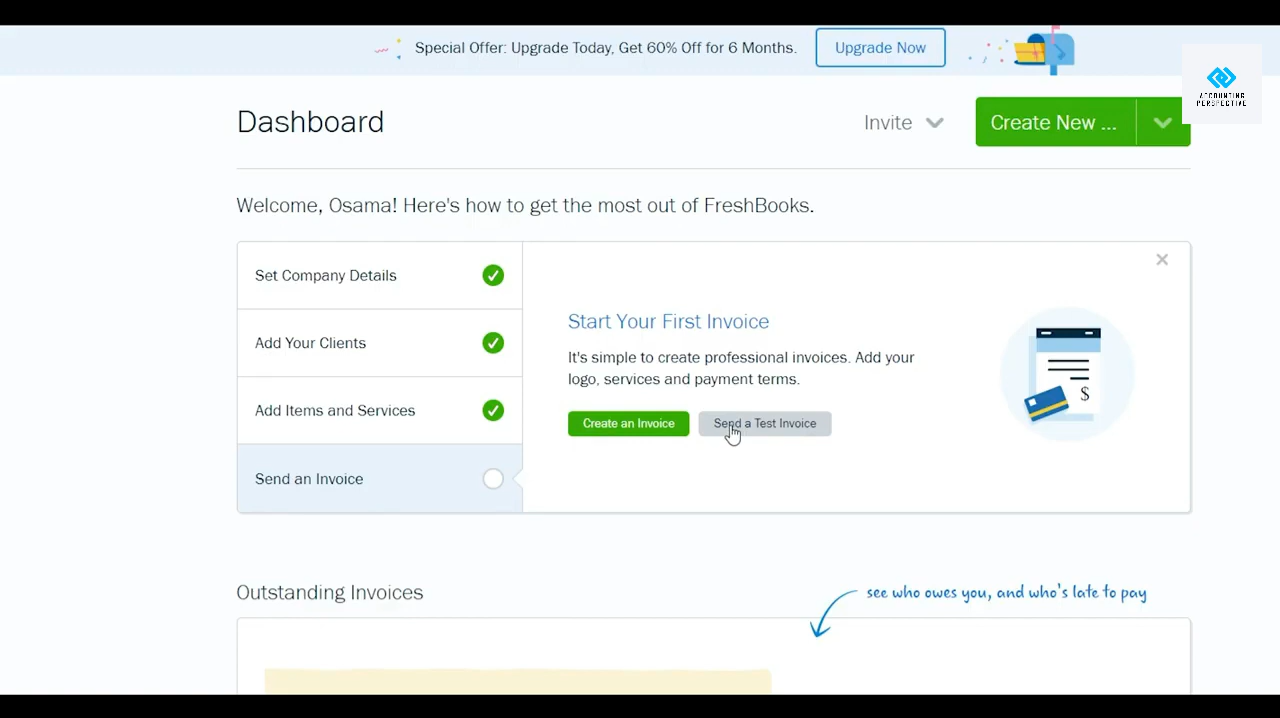 Special Offer: Upgrade Today, Get 60% Off for 6 Months.
Upgrade Now
ACCOUNTING
PERSPECTIVE
Dashboard
Invite
Create New ...
Welcome, Osama! Here's how to get the most out of FreshBooks.
Set Company Details
Add Your Clients
Add Items and Services
Send an Invoice
Start Your First Invoice
It's simple to create professional invoices. Add your
logo, services and payment terms.
Create an Invoice
Send a Test Invoice
$
Outstanding Invoices
see who owes you, and who's late to pay